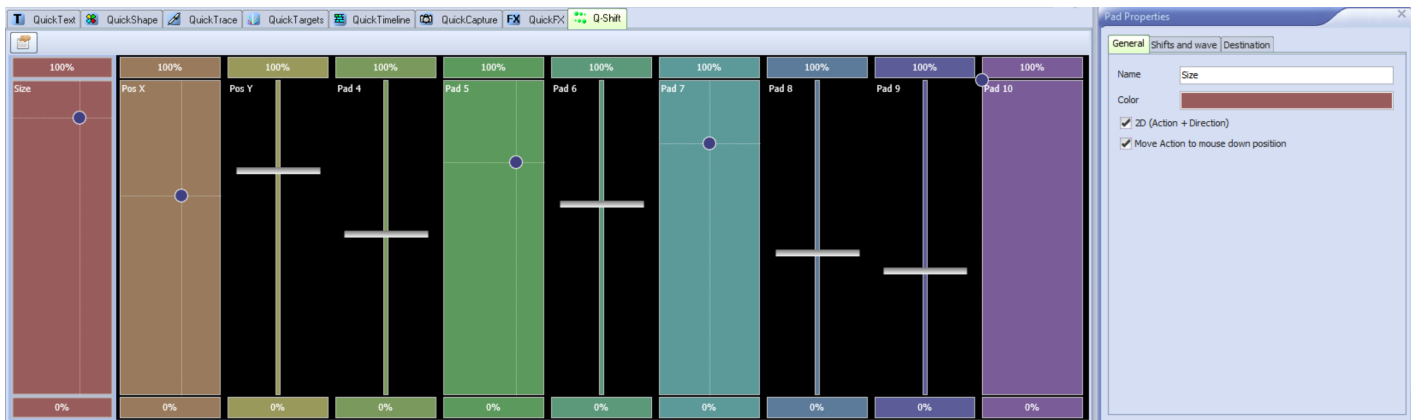 QuickText QuickShape QuickTrace QuickTargets QuickTimeline QuickCapture FX QuickFX Q-Shift
100% 100% 100% 100% 100% 100% 100% 100% 100% 100%
Size Pos X Pos Y Pad 4 Pad 5 Pad 6 Pad 7 Pad 8 Pad 9 Pad 10
0% 0% 0% 0% 0% 0% 0% 0% 0% 0%
Pad Properties
General Shifts and wave Destination
Name Size
Color
2D (Action + Direction)
Move Action to mouse down positiion